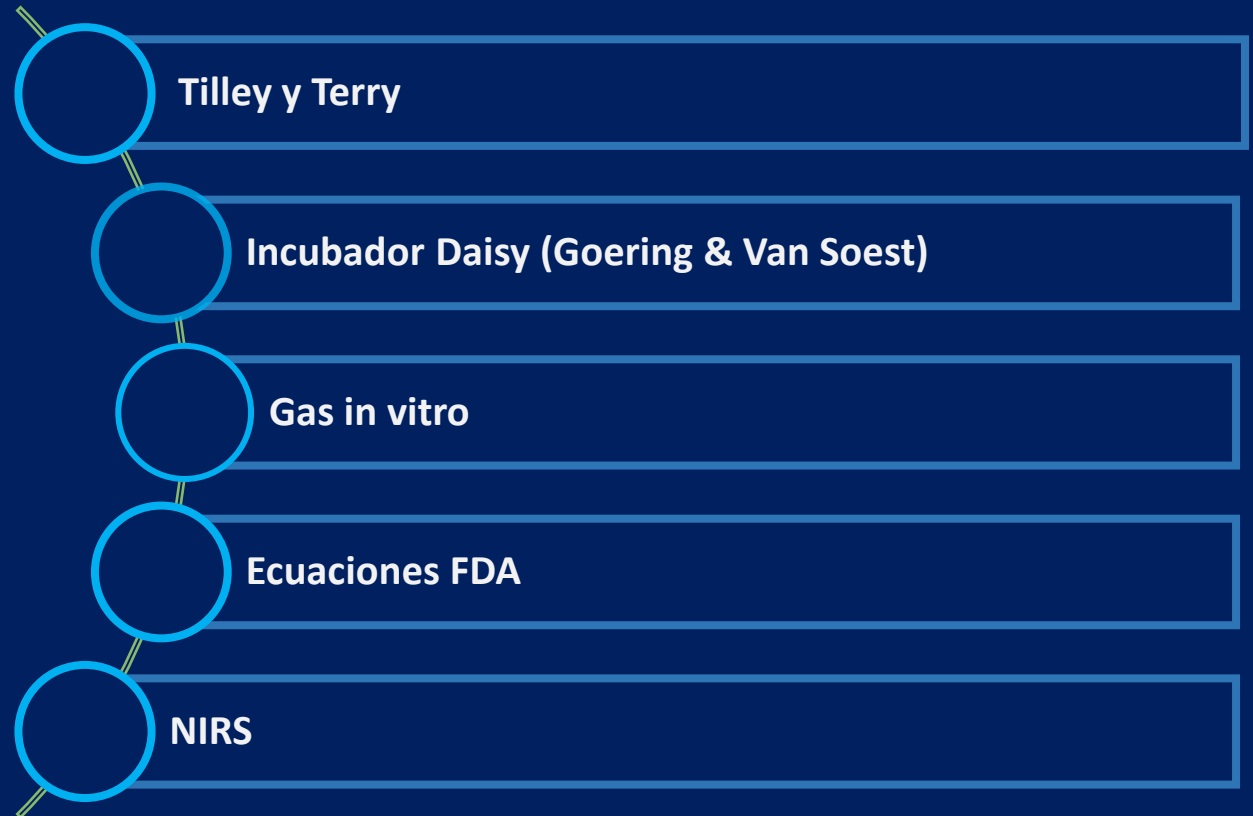 Tilley y Terry
Incubador Daisy (Goering & Van Soest)
Gas in vitro
Ecuaciones FDA
NIRS